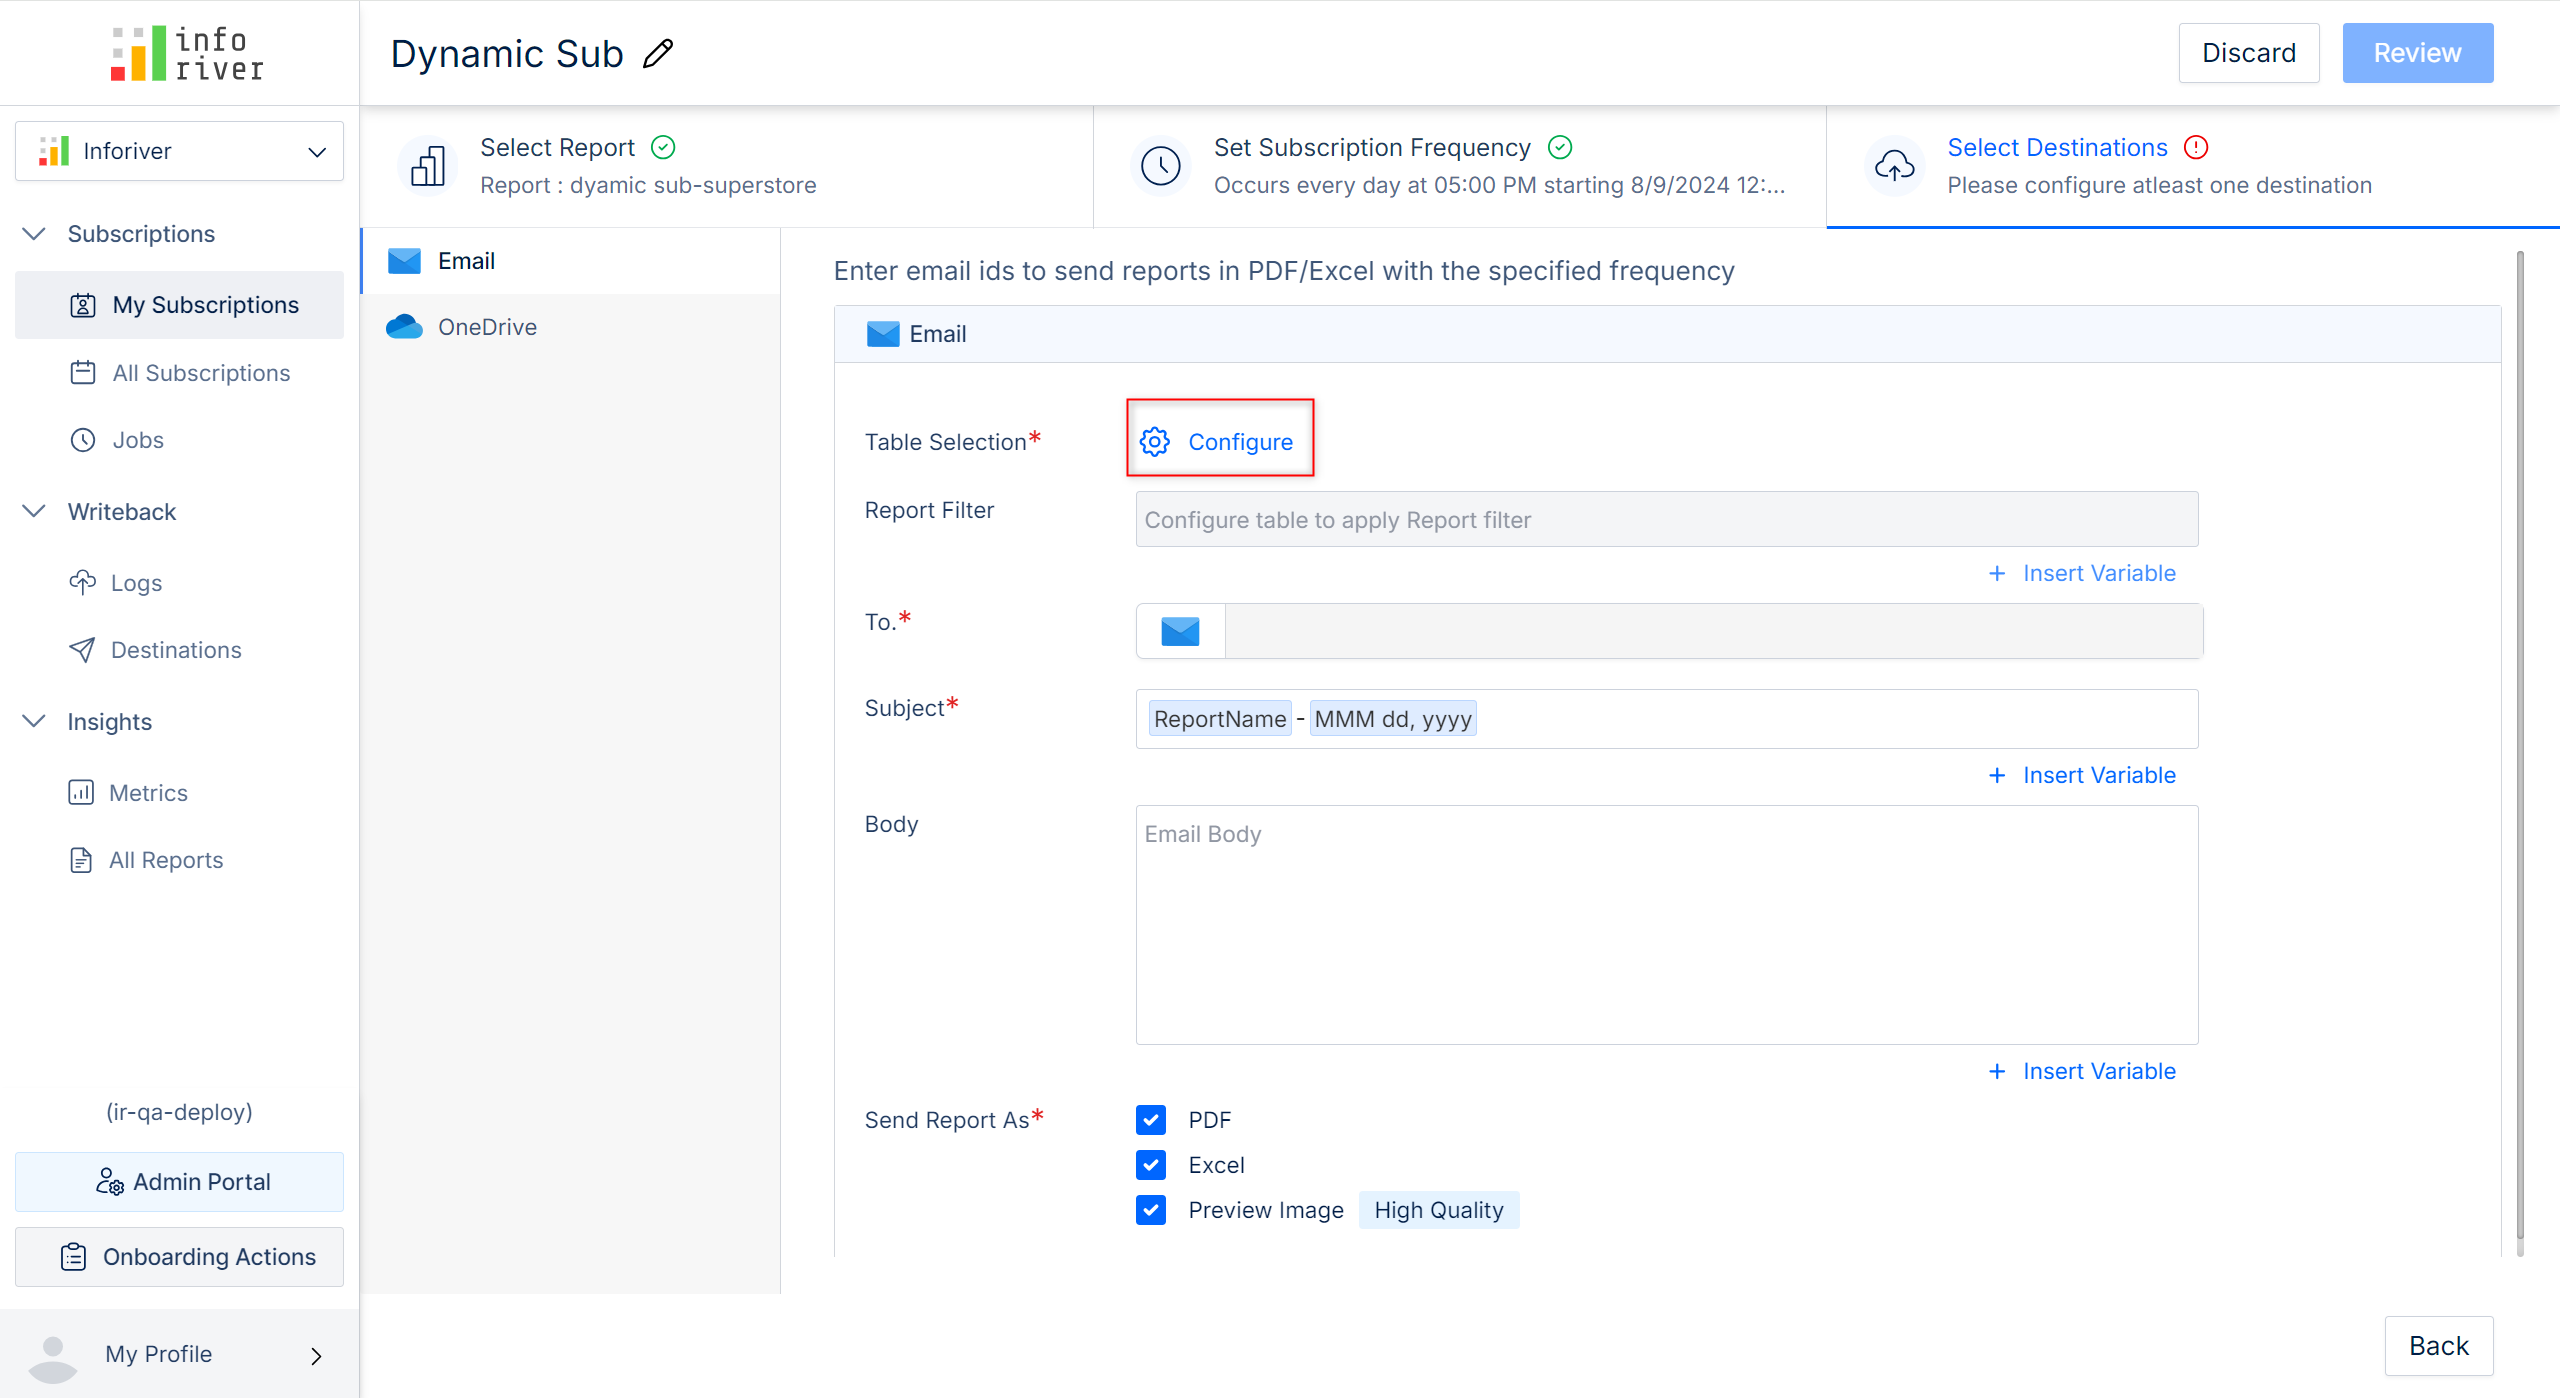 info
river
Dynamic Sub
Discard
Review
Inforiver
Subscriptions
My Subscriptions
All Subscriptions
Jobs
Writeback
Logs
Destinations
Insights
Metrics
All Reports
(ir-qa-deploy)
Admin Portal
Onboarding Actions
My Profile
Select Report
Report : dyamic sub-superstore
Set Subscription Frequency
Occurs every day at 05:00 PM starting 8/9/2024 12:...
Select Destinations
Please configure atleast one destination
Email
OneDrive
Enter email ids to send reports in PDF/Excel with the specified frequency
Email
Table Selection* Configure
Report Filter Configure table to apply Report filter
+ Insert Variable
To.*
Subject* ReportName - MMM dd, yyyy
+ Insert Variable
Body Email Body
+ Insert Variable
Send Report As* PDF
Excel
Preview Image High Quality
Back